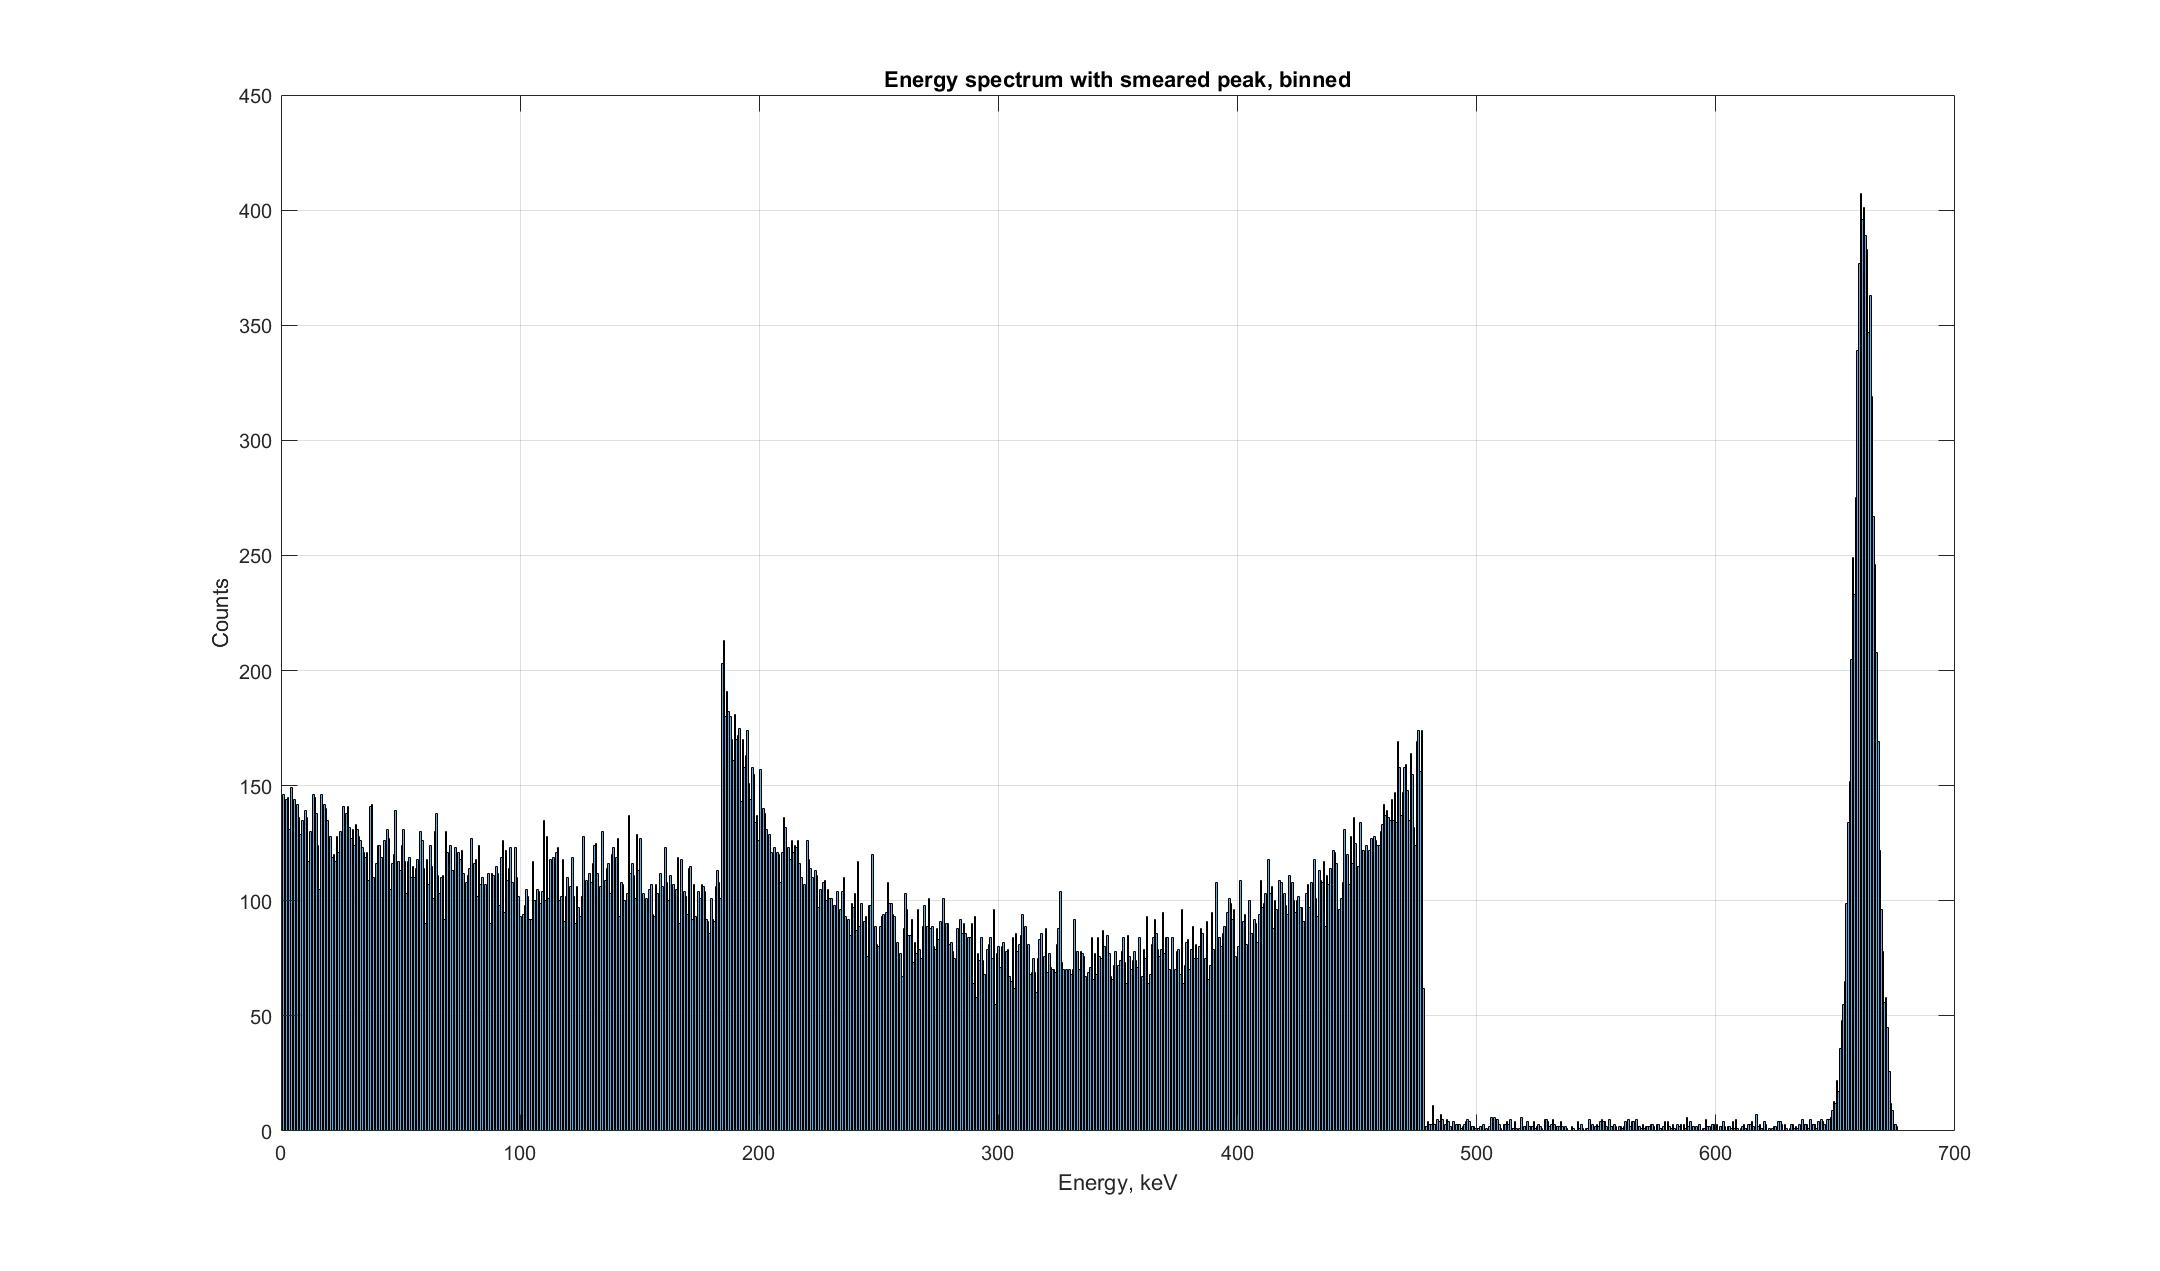 Energy spectrum with smeared peak, binned
450
400
350
300
250
200
150
100
50
0
Counts
0 100 200 300 400 500 600 700
Energy, keV